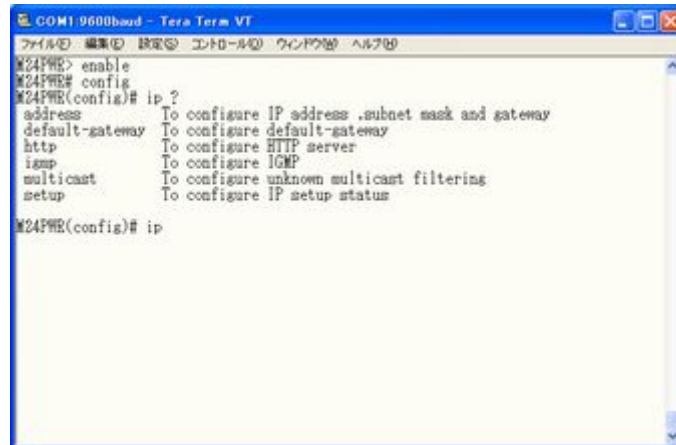 COM1:9600baud - Tera Term VT
ファイル(F) 編集(E) 設定(S) コントロール(O) ウィンドウ(W) ヘルプ(H)
M24PWR> enable
M24PWR# config
M24PWR(config)# ip ?
address To configure IP address ,subnet mask and gateway
default-gateway To configure default-gateway
http To configure HTTP server
igmp To configure IGMP
multicast To configure unknown multicast filtering
setup To configure IP setup status
M24PWR(config)# ip